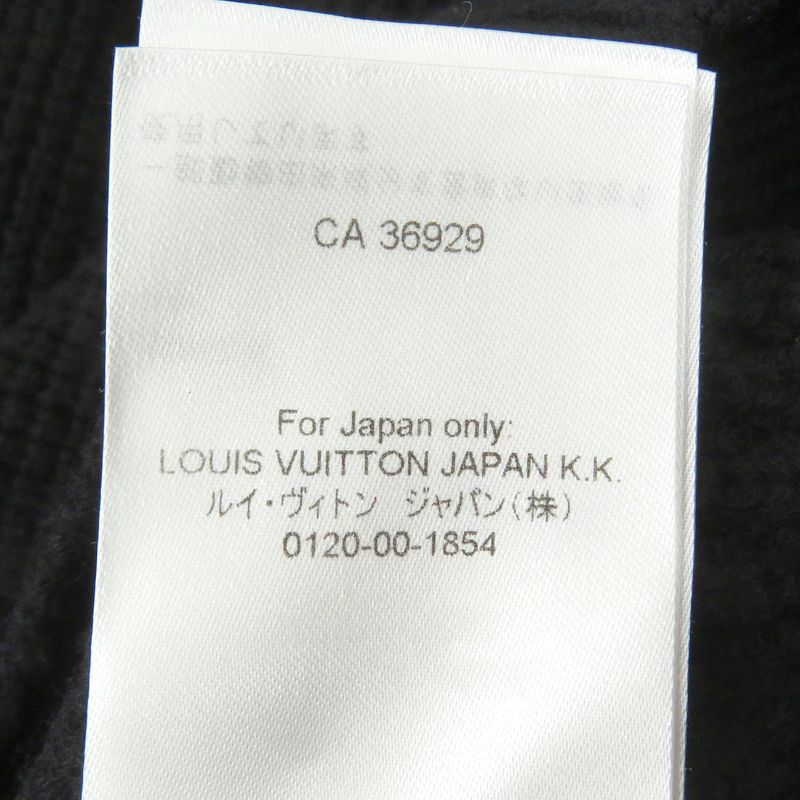 CA 36929
For Japan only:
LOUIS VUITTON JAPAN K.K.
ルイ・ヴィトン ジャパン(株)
0120-00-1854